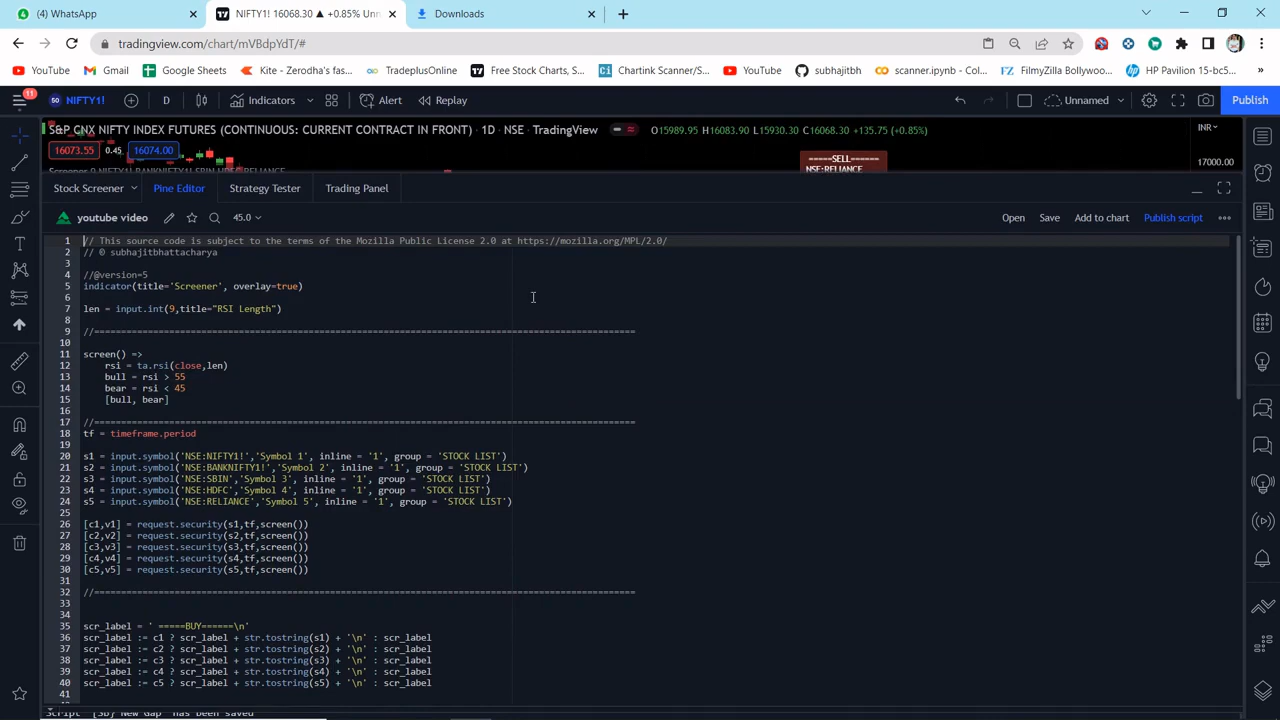 (4) WhatsApp
NIFTY1! 16068.30 ▲ +0.85% Unn
Downloads
tradingview.com/chart/mVBdpYdT/#
YouTube
Gmail
Google Sheets
Kite - Zerodha's fas...
TradeplusOnline
Free Stock Charts, S...
Chartink Scanner/S...
YouTube
subhajitbh
scanner.ipynb - Col...
FilmyZilla Bollywoo...
HP Pavilion 15-bc5...
»
11
50 NIFTY1!
D
Indicators
Alert
Replay
Unnamed
Publish
S&P CNX NIFTY INDEX FUTURES (CONTINUOUS: CURRENT CONTRACT IN FRONT) · 1D · NSE · TradingView
O15989.95 H16083.90 L15930.30 C16068.30 +135.75 (+0.85%)
INR
16073.55 0.45 16074.00
======SELL======
NSE:RELIANCE
17000.00
Stock Screener
Pine Editor
Strategy Tester
Trading Panel
youtube video
45.0
Open
Save
Add to chart
Publish script
1 // This source code is subject to the terms of the Mozilla Public License 2.0 at https://mozilla.org/MPL/2.0/
2 // © subhajitbhattacharya
3
4 //@version=5
5 indicator(title='Screener', overlay=true)
6
7 len = input.int(9,title="RSI Length")
8
9 //====================================================================================================
10
11 screen() =>
12 rsi = ta.rsi(close,len)
13 bull = rsi > 55
14 bear = rsi < 45
15 [bull, bear]
16
17 //====================================================================================================
18 tf = timeframe.period
19
20 s1 = input.symbol('NSE:NIFTY1!','Symbol 1', inline = '1', group = 'STOCK LIST')
21 s2 = input.symbol('NSE:BANKNIFTY1!','Symbol 2', inline = '1', group = 'STOCK LIST')
22 s3 = input.symbol('NSE:SBIN','Symbol 3', inline = '1', group = 'STOCK LIST')
23 s4 = input.symbol('NSE:HDFC','Symbol 4', inline = '1', group = 'STOCK LIST')
24 s5 = input.symbol('NSE:RELIANCE','Symbol 5', inline = '1', group = 'STOCK LIST')
25
26 [c1,v1] = request.security(s1,tf,screen())
27 [c2,v2] = request.security(s2,tf,screen())
28 [c3,v3] = request.security(s3,tf,screen())
29 [c4,v4] = request.security(s4,tf,screen())
30 [c5,v5] = request.security(s5,tf,screen())
31
32 //====================================================================================================
33
34
35 scr_label = ' =====BUY======\n'
36 scr_label := c1 ? scr_label + str.tostring(s1) + '\n' : scr_label
37 scr_label := c2 ? scr_label + str.tostring(s2) + '\n' : scr_label
38 scr_label := c3 ? scr_label + str.tostring(s3) + '\n' : scr_label
39 scr_label := c4 ? scr_label + str.tostring(s4) + '\n' : scr_label
40 scr_label := c5 ? scr_label + str.tostring(s5) + '\n' : scr_label
41
Script '[SB] New Gap' has been saved